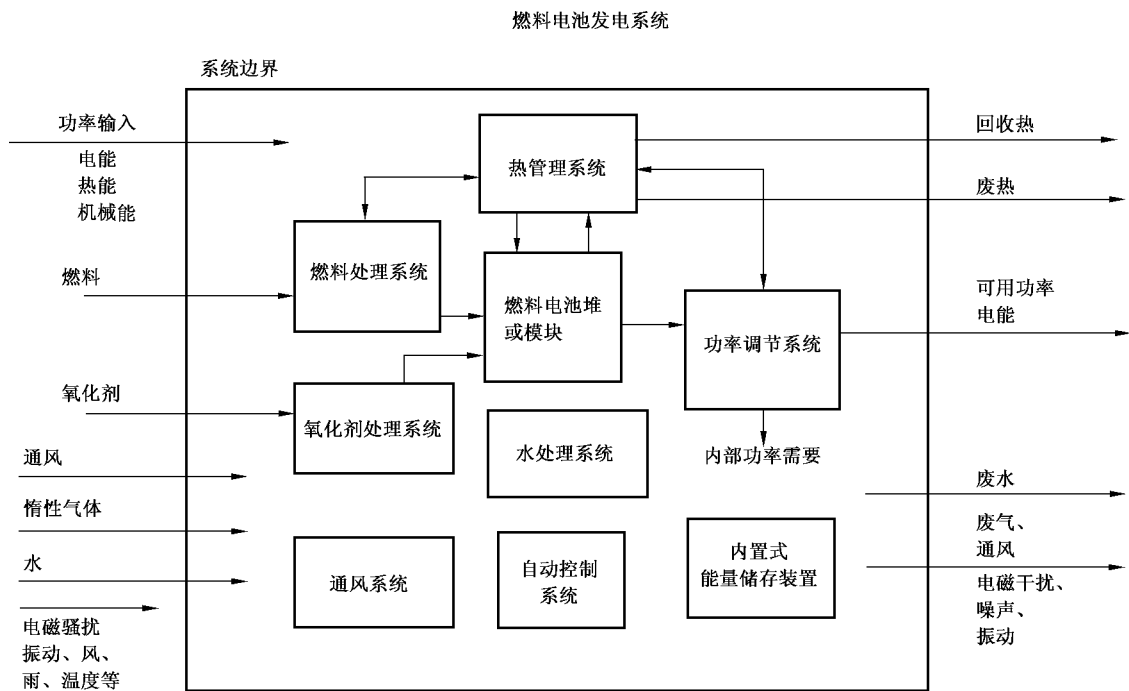 燃料电池发电系统
系统边界
功率输入
电能
热能
机械能
燃料
氧化剂
通风
惰性气体
水
电磁骚扰
振动、风、
雨、温度等
热管理系统
燃料处理系统
燃料电池堆
或模块
功率调节系统
氧化剂处理系统
水处理系统
内部功率需要
通风系统
自动控制
系统
内置式
能量储存装置
回收热
废热
可用功率
电能
废水
废气、
通风
电磁干扰、
噪声、
振动